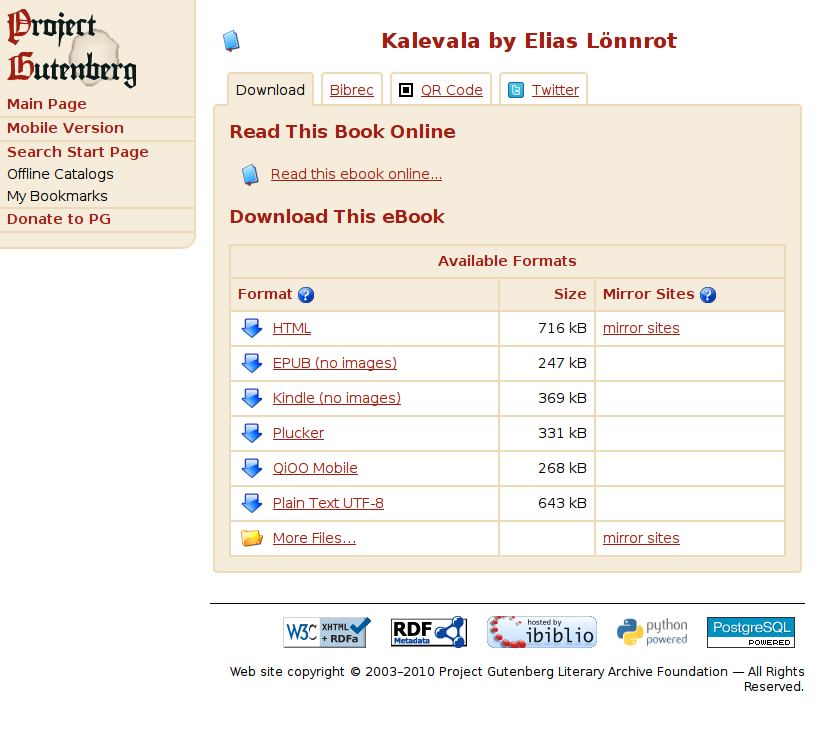 Project
Gutenberg
Main Page
Mobile Version
Search Start Page
Offline Catalogs
My Bookmarks
Donate to PG
Kalevala by Elias Lönnrot
Download Bibrec QR Code Twitter
Read This Book Online
Read this ebook online...
Download This eBook
Available Formats
Format ? Size Mirror Sites ?
HTML 716 kB mirror sites
EPUB (no images) 247 kB
Kindle (no images) 369 kB
Plucker 331 kB
QiOO Mobile 268 kB
Plain Text UTF-8 643 kB
More Files... mirror sites
W3C XHTML + RDFa
RDF Metadata
hosted by ibiblio
python powered
PostgreSQL POWERED
Web site copyright © 2003–2010 Project Gutenberg Literary Archive Foundation — All Rights
Reserved.